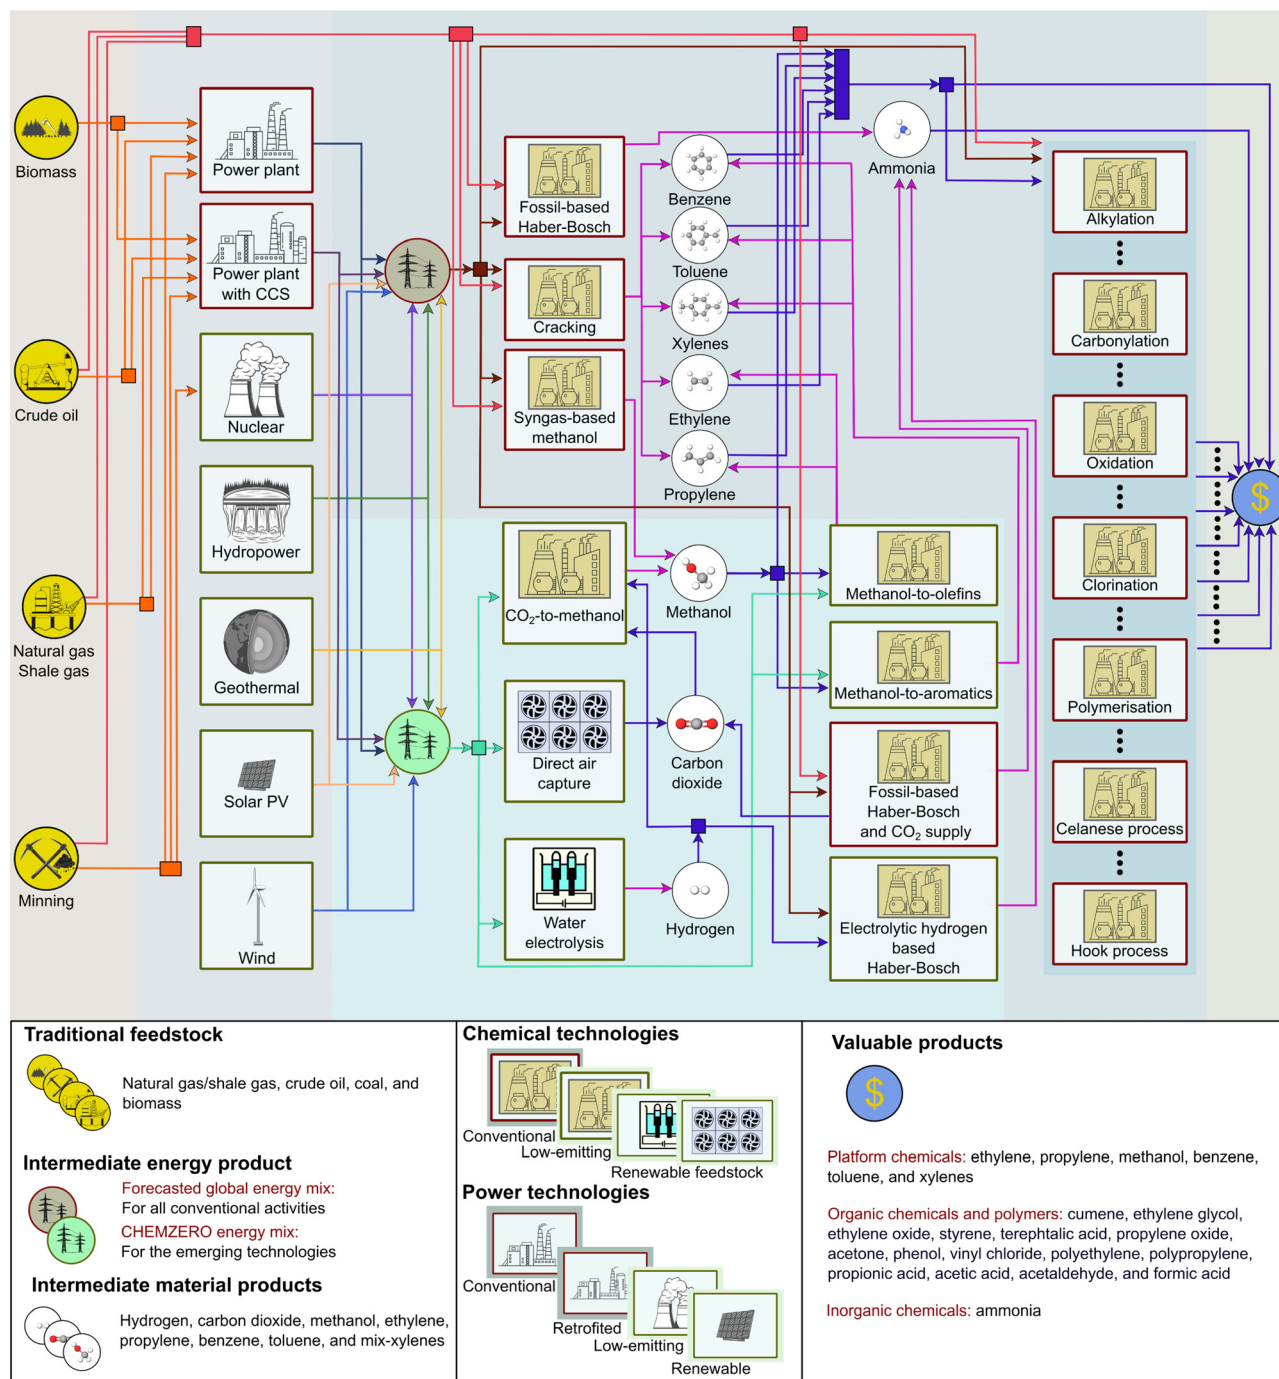 Biomass
Crude oil
Natural gas
Shale gas
Minning
Power plant
Power plant
with CCS
Nuclear
Hydropower
Geothermal
Solar PV
Wind
Fossil-based
Haber-Bosch
Cracking
Syngas-based
methanol
CO₂-to-methanol
Direct air
capture
Water
electrolysis
Benzene
Toluene
Xylenes
Ethylene
Propylene
Methanol
Carbon
dioxide
Hydrogen
Ammonia
Methanol-to-olefins
Methanol-to-aromatics
Fossil-based
Haber-Bosch
and CO₂ supply
Electrolytic hydrogen
based
Haber-Bosch
Alkylation
Carbonylation
Oxidation
Clorination
Polymerisation
Celanese process
Hook process
$
Traditional feedstock
Natural gas/shale gas, crude oil, coal, and
biomass
Intermediate energy product
Forecasted global energy mix:
For all conventional activities
CHEMZERO energy mix:
For the emerging technologies
Intermediate material products
Hydrogen, carbon dioxide, methanol, ethylene,
propylene, benzene, toluene, and mix-xylenes
Chemical technologies
Conventional
Low-emitting
Renewable feedstock
Power technologies
Conventional
Retrofited
Low-emitting
Renewable
Valuable products
$
Platform chemicals: ethylene, propylene, methanol, benzene,
toluene, and xylenes
Organic chemicals and polymers: cumene, ethylene glycol,
ethylene oxide, styrene, terephtalic acid, propylene oxide,
acetone, phenol, vinyl chloride, polyethylene, polypropylene,
propionic acid, acetic acid, acetaldehyde, and formic acid
Inorganic chemicals: ammonia